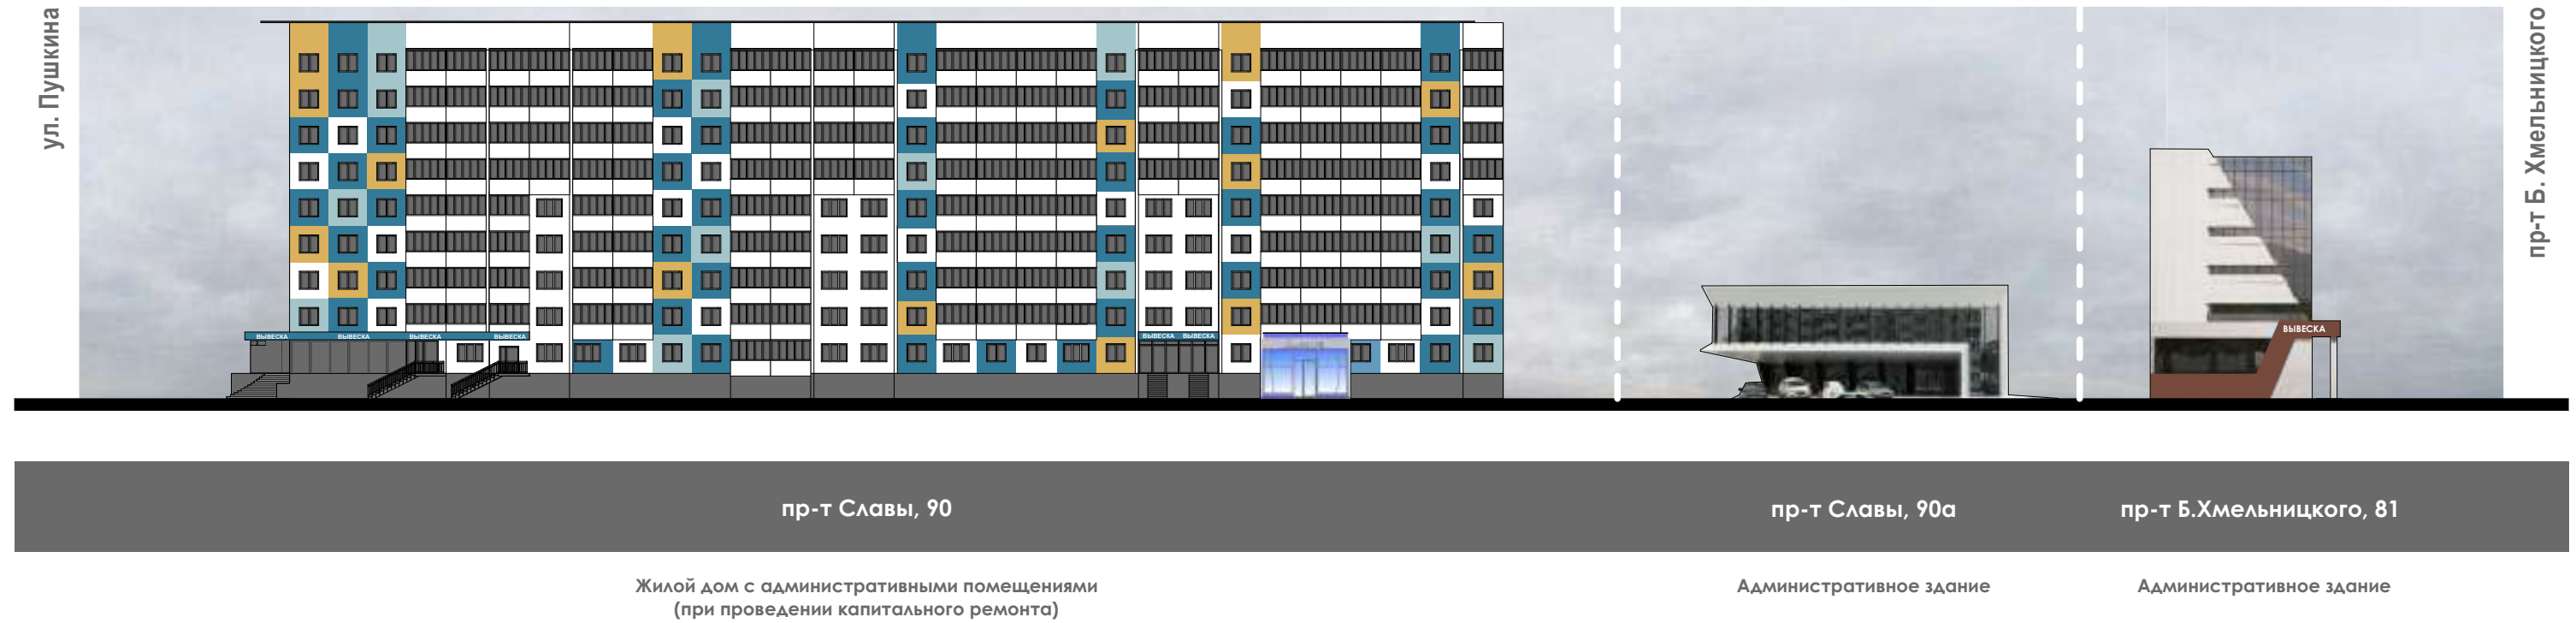 ул. Пушкина
пр-т Б. Хмельницкого
ВЫВЕСКА ВЫВЕСКА ВЫВЕСКА ВЫВЕСКА
ВЫВЕСКА ВЫВЕСКА
ВЫВЕСКА
пр-т Славы, 90
пр-т Славы, 90а
пр-т Б.Хмельницкого, 81
Жилой дом с административными помещениями
(при проведении капитального ремонта)
Административное здание
Административное здание